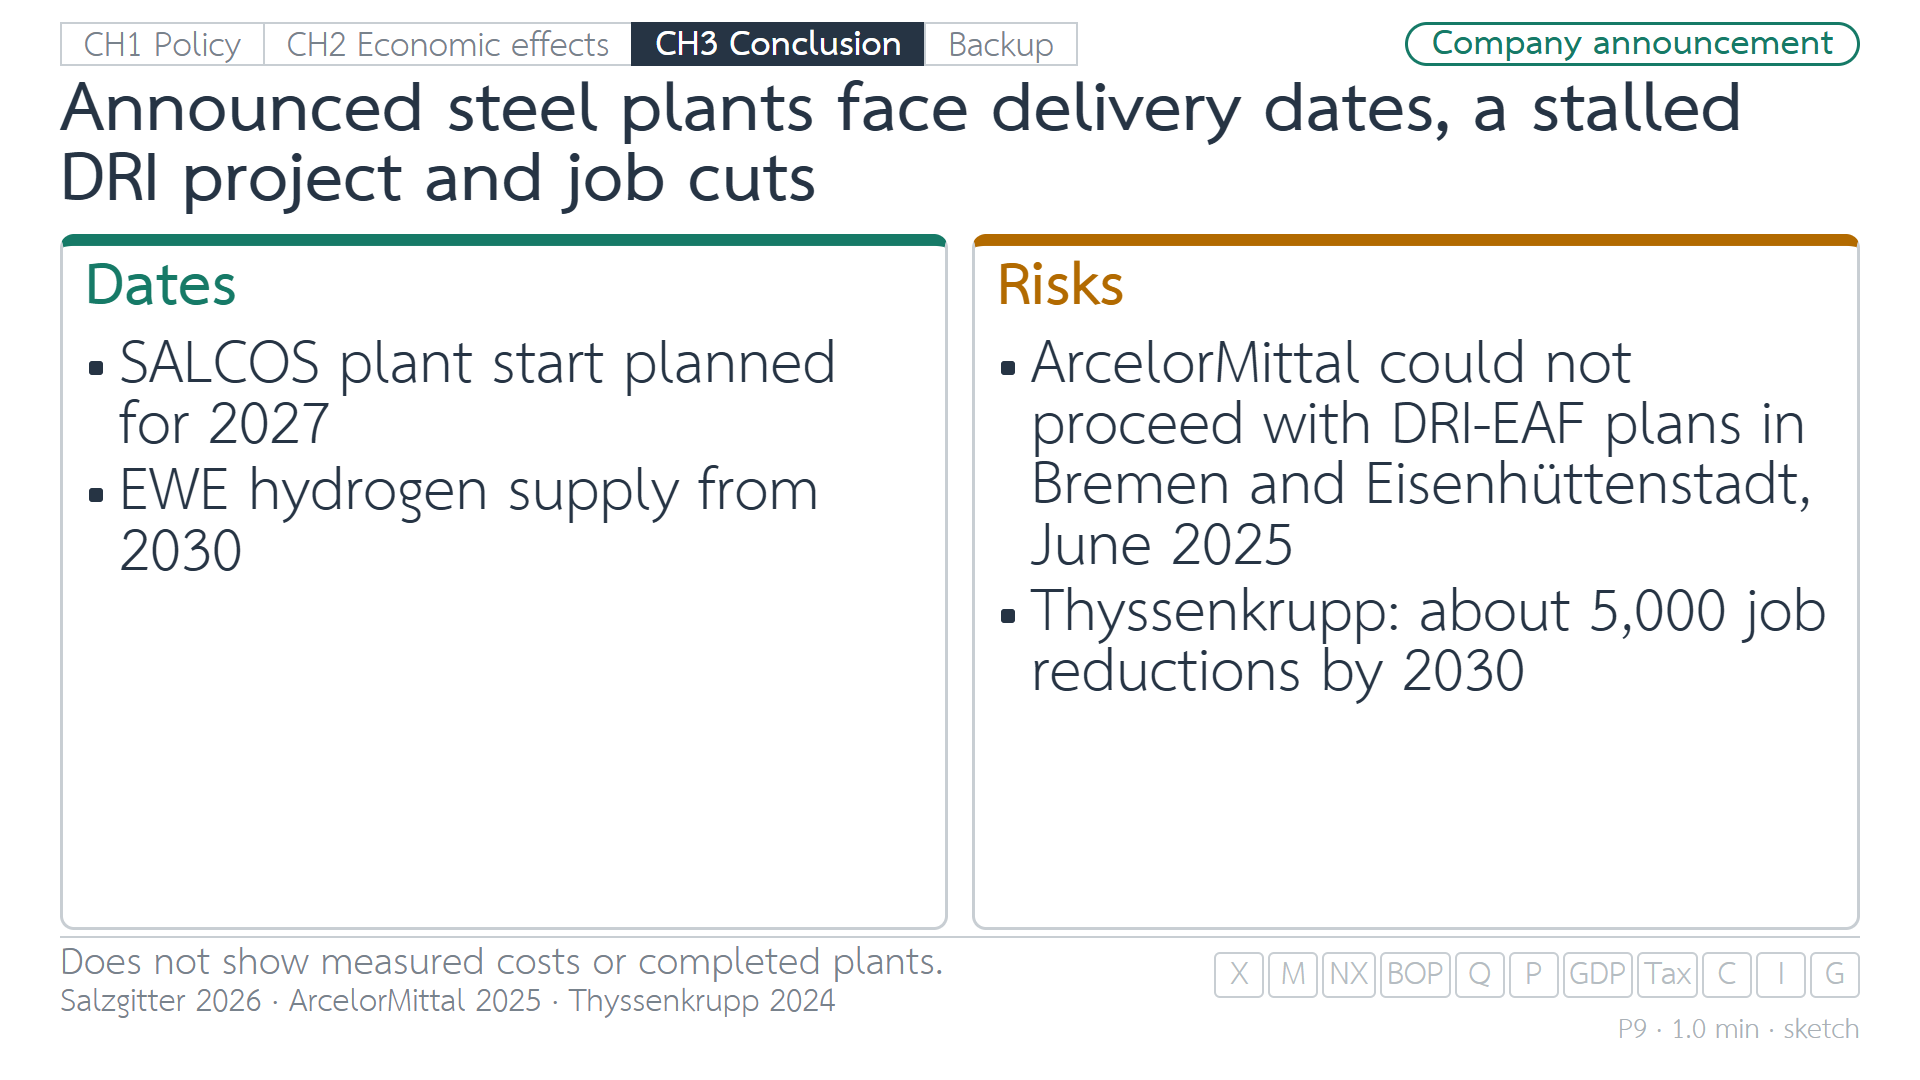 CH1 Policy
CH2 Economic effects
CH3 Conclusion
Backup
Company announcement
Announced steel plants face delivery dates, a stalled
DRI project and job cuts
Dates
▪ SALCOS plant start planned
for 2027
▪ EWE hydrogen supply from
2030
Risks
▪ ArcelorMittal could not
proceed with DRI-EAF plans in
Bremen and Eisenhüttenstadt,
June 2025
▪ Thyssenkrupp: about 5,000 job
reductions by 2030
Does not show measured costs or completed plants.
Salzgitter 2026 · ArcelorMittal 2025 · Thyssenkrupp 2024
X M NX BOP Q P GDP Tax C I G
P9 · 1.0 min · sketch